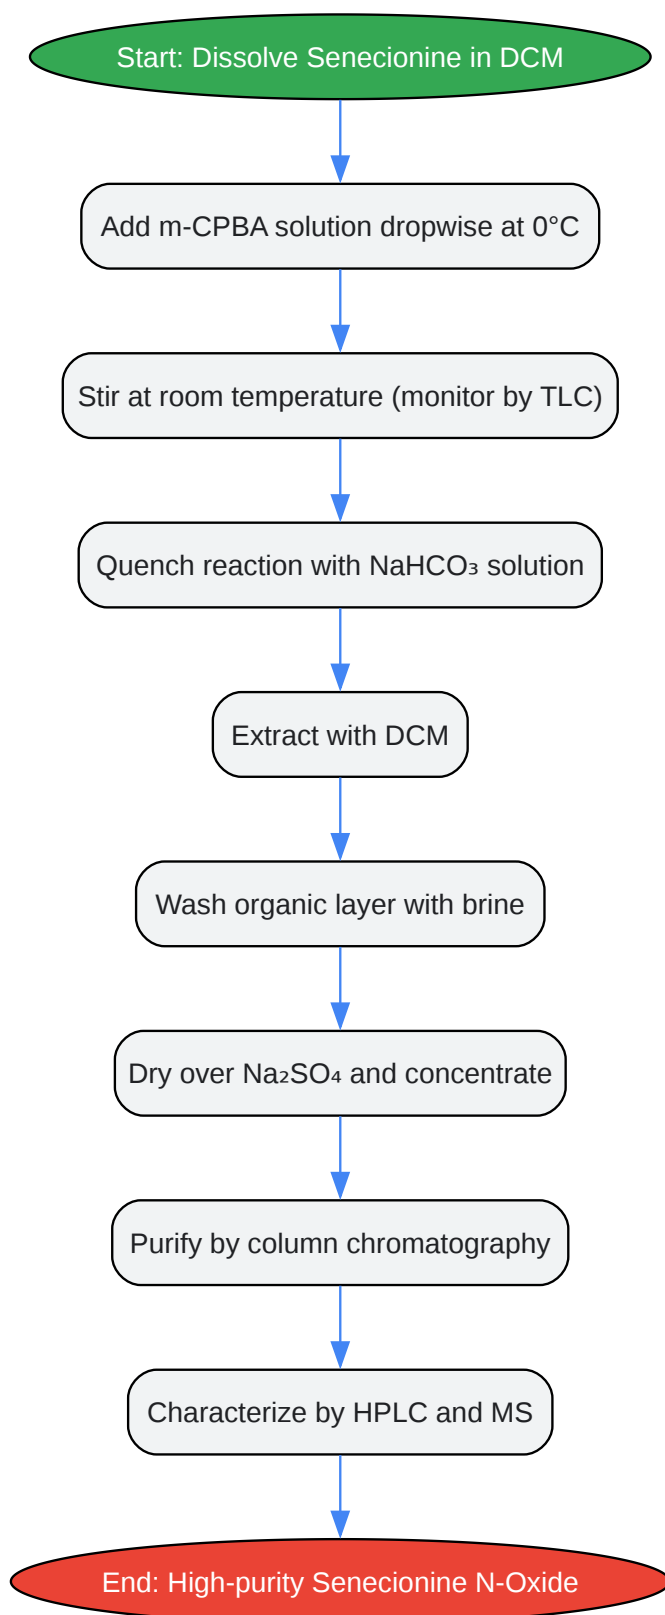 Start: Dissolve Senecionine in DCM
Add m-CPBA solution dropwise at 0°C
Stir at room temperature (monitor by TLC)
Quench reaction with NaHCO₃ solution
Extract with DCM
Wash organic layer with brine
Dry over Na₂SO₄ and concentrate
Purify by column chromatography
Characterize by HPLC and MS
End: High-purity Senecionine N-Oxide